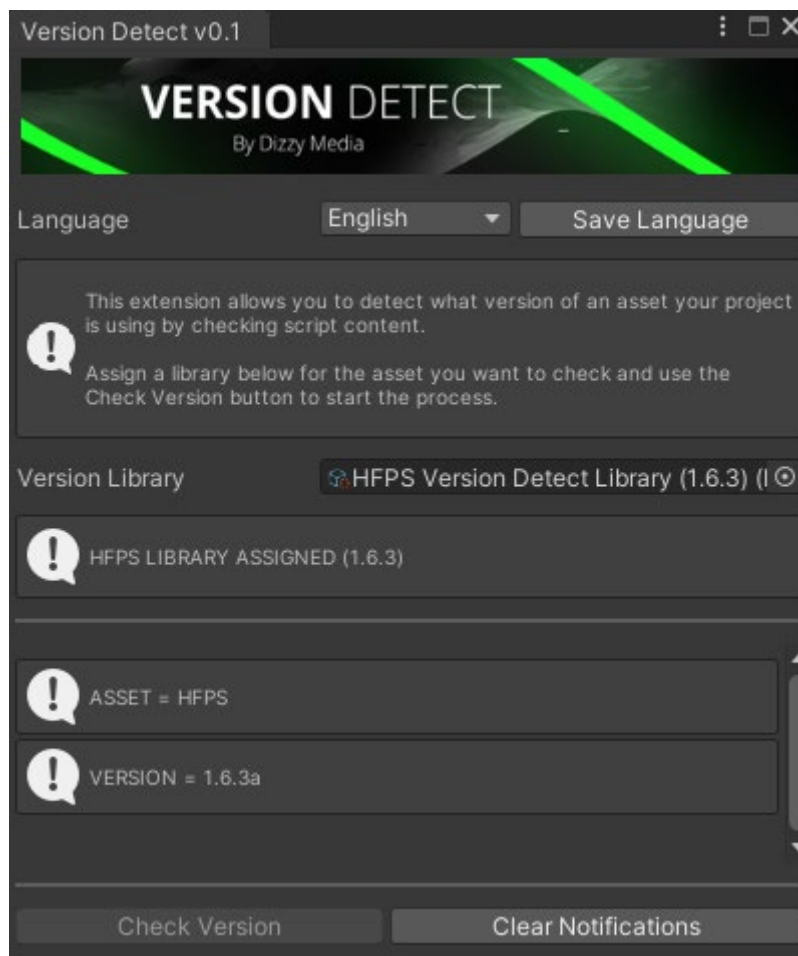 Version Detect v0.1
VERSION DETECT
By Dizzy Media
Language English Save Language
This extension allows you to detect what version of an asset your project
is using by checking script content.
Assign a library below for the asset you want to check and use the
Check Version button to start the process.
Version Library HFPS Version Detect Library (1.6.3) (
HFPS LIBRARY ASSIGNED (1.6.3)
ASSET = HFPS
VERSION = 1.6.3a
Check Version Clear Notifications